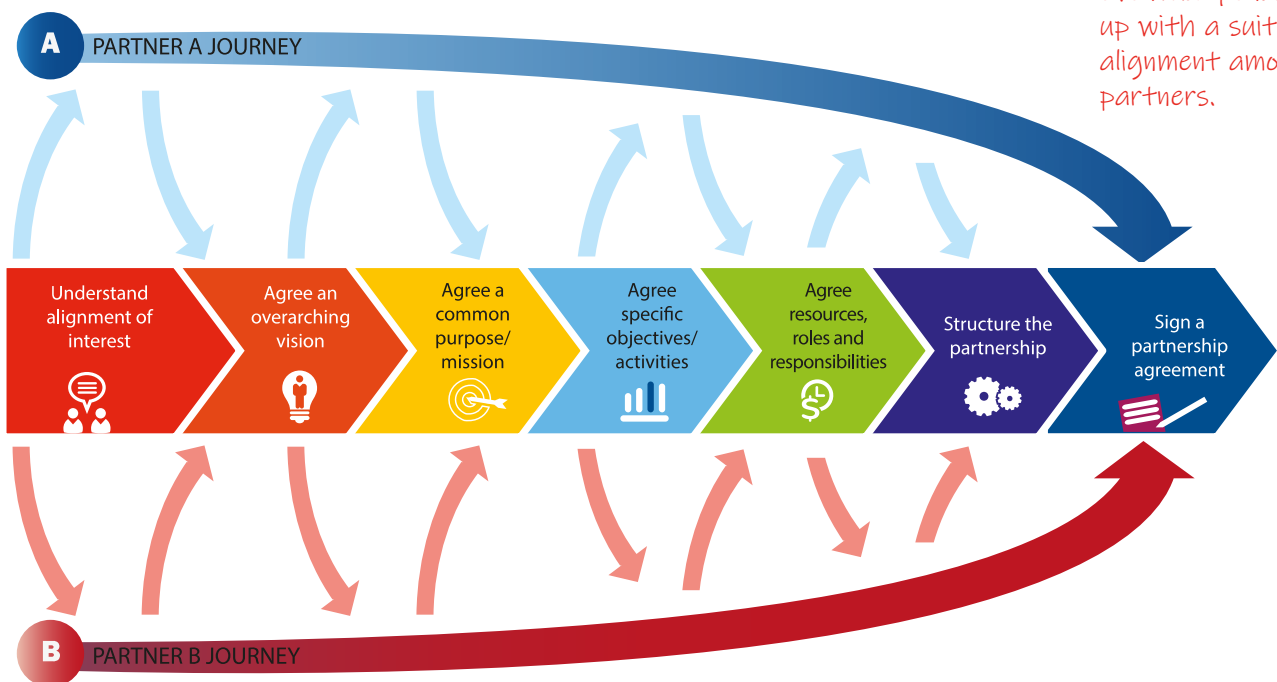 A
PARTNER A JOURNEY
up with a suit
alignment amo
partners.
Understand
alignment of
interest
Agree an
overarching
vision
Agree a
common
purpose/
mission
Agree
specific
objectives/
activities
Agree
resources,
roles and
responsibilities
Structure the
partnership
Sign a
partnership
agreement
B
PARTNER B JOURNEY